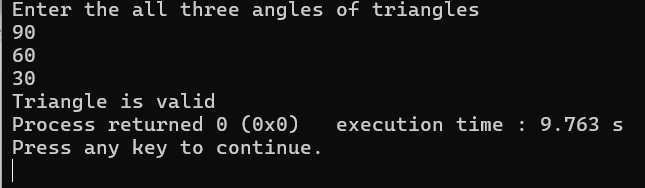 Enter the all three angles of triangles
90
60
30
Triangle is valid
Process returned 0 (0x0)   execution time : 9.763 s
Press any key to continue.